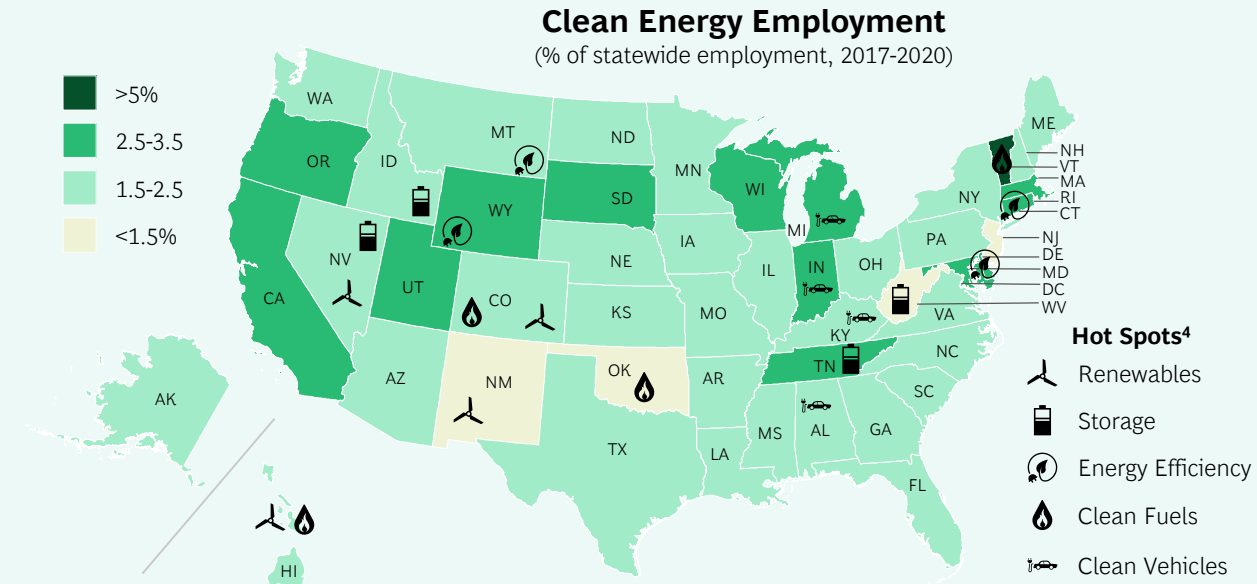 Clean Energy Employment
(% of statewide employment, 2017-2020)
>5%
2.5-3.5
1.5-2.5
<1.5%
WA
MT
ND
MN
ME
OR
ID
WY
SD
WI
MI
NY
NH
VT
MA
RI
CT
NV
UT
CO
NE
IA
IL
IN
OH
PA
NJ
DE
MD
DC
WV
CA
KS
MO
KY
VA
AZ
NM
OK
AR
TN
NC
SC
AK
TX
LA
MS
AL
GA
FL
HI
Hot Spots⁴
Renewables
Storage
Energy Efficiency
Clean Fuels
Clean Vehicles